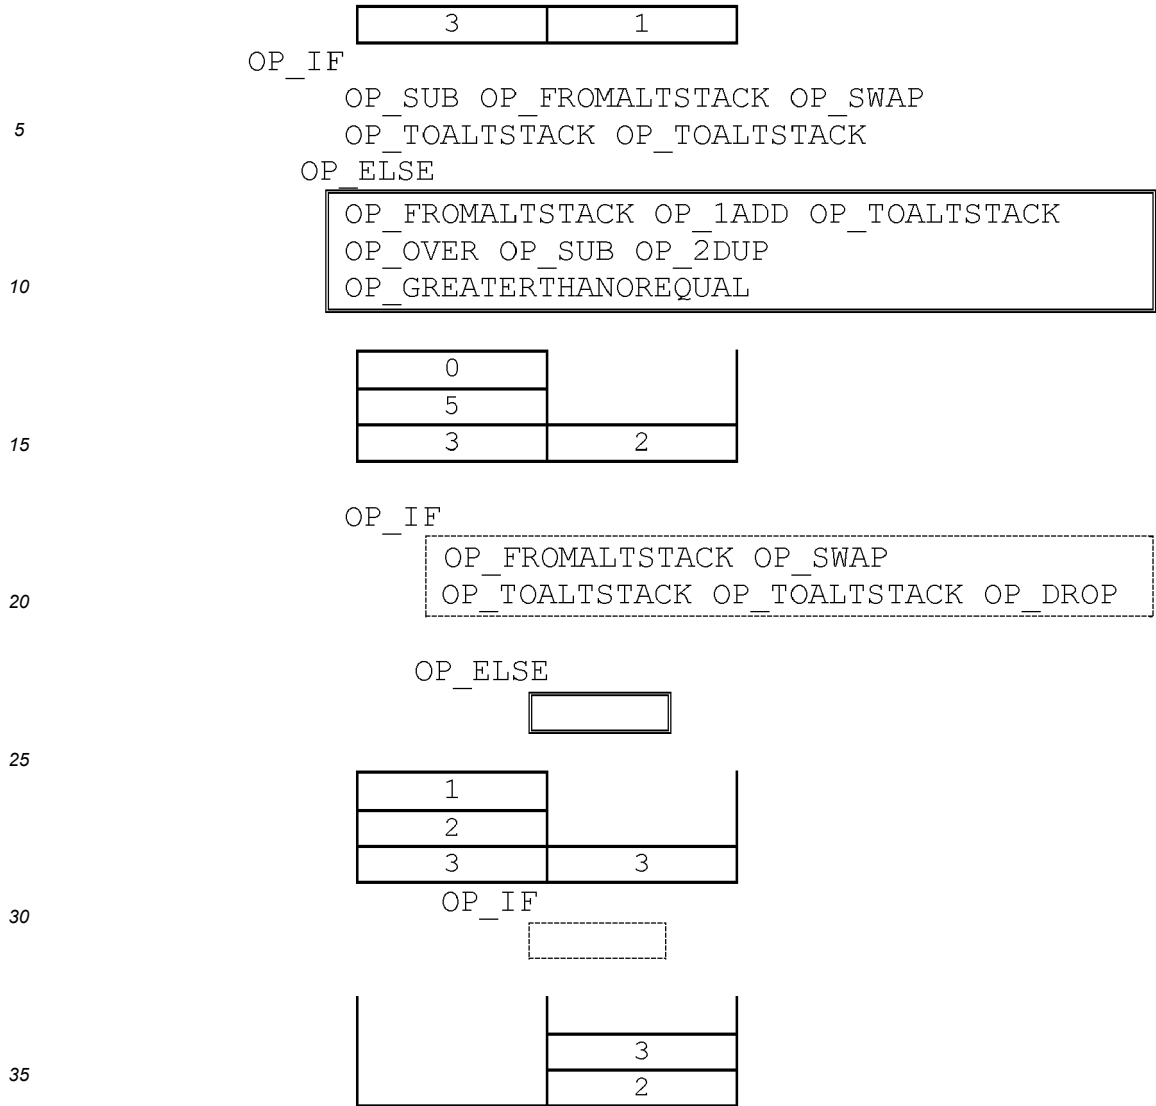 3 1
OP_IF
OP_SUB OP_FROMALTSTACK OP_SWAP
5 OP_TOALTSTACK OP_TOALTSTACK
OP_ELSE
OP_FROMALTSTACK OP_1ADD OP_TOALTSTACK
OP_OVER OP_SUB OP_2DUP
10 OP_GREATERTHANOREQUAL
0
5
15 3 2
OP_IF
OP_FROMALTSTACK OP_SWAP
20 OP_TOALTSTACK OP_TOALTSTACK OP_DROP
OP_ELSE
25
1
2
3 3
OP_IF
30
3
35 2